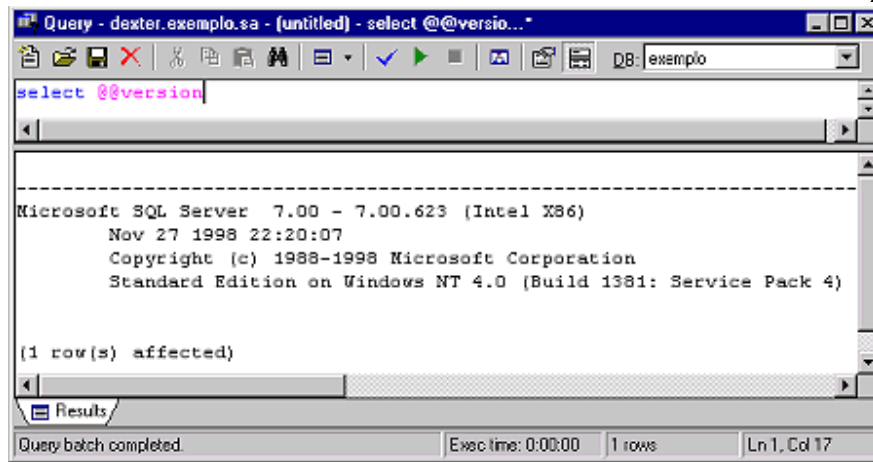 Query - dexter.exemplo.sa - (untitled) - select @@versio...*
DB: exemplo
select @@version
--------------------------------------------------------------------------------
Microsoft SQL Server  7.00 - 7.00.623 (Intel X86)
Nov 27 1998 22:20:07
Copyright (c) 1988-1998 Microsoft Corporation
Standard Edition on Windows NT 4.0 (Build 1381: Service Pack 4)
(1 row(s) affected)
Results
Query batch completed. Exec time: 0:00:00 1 rows Ln 1, Col 17